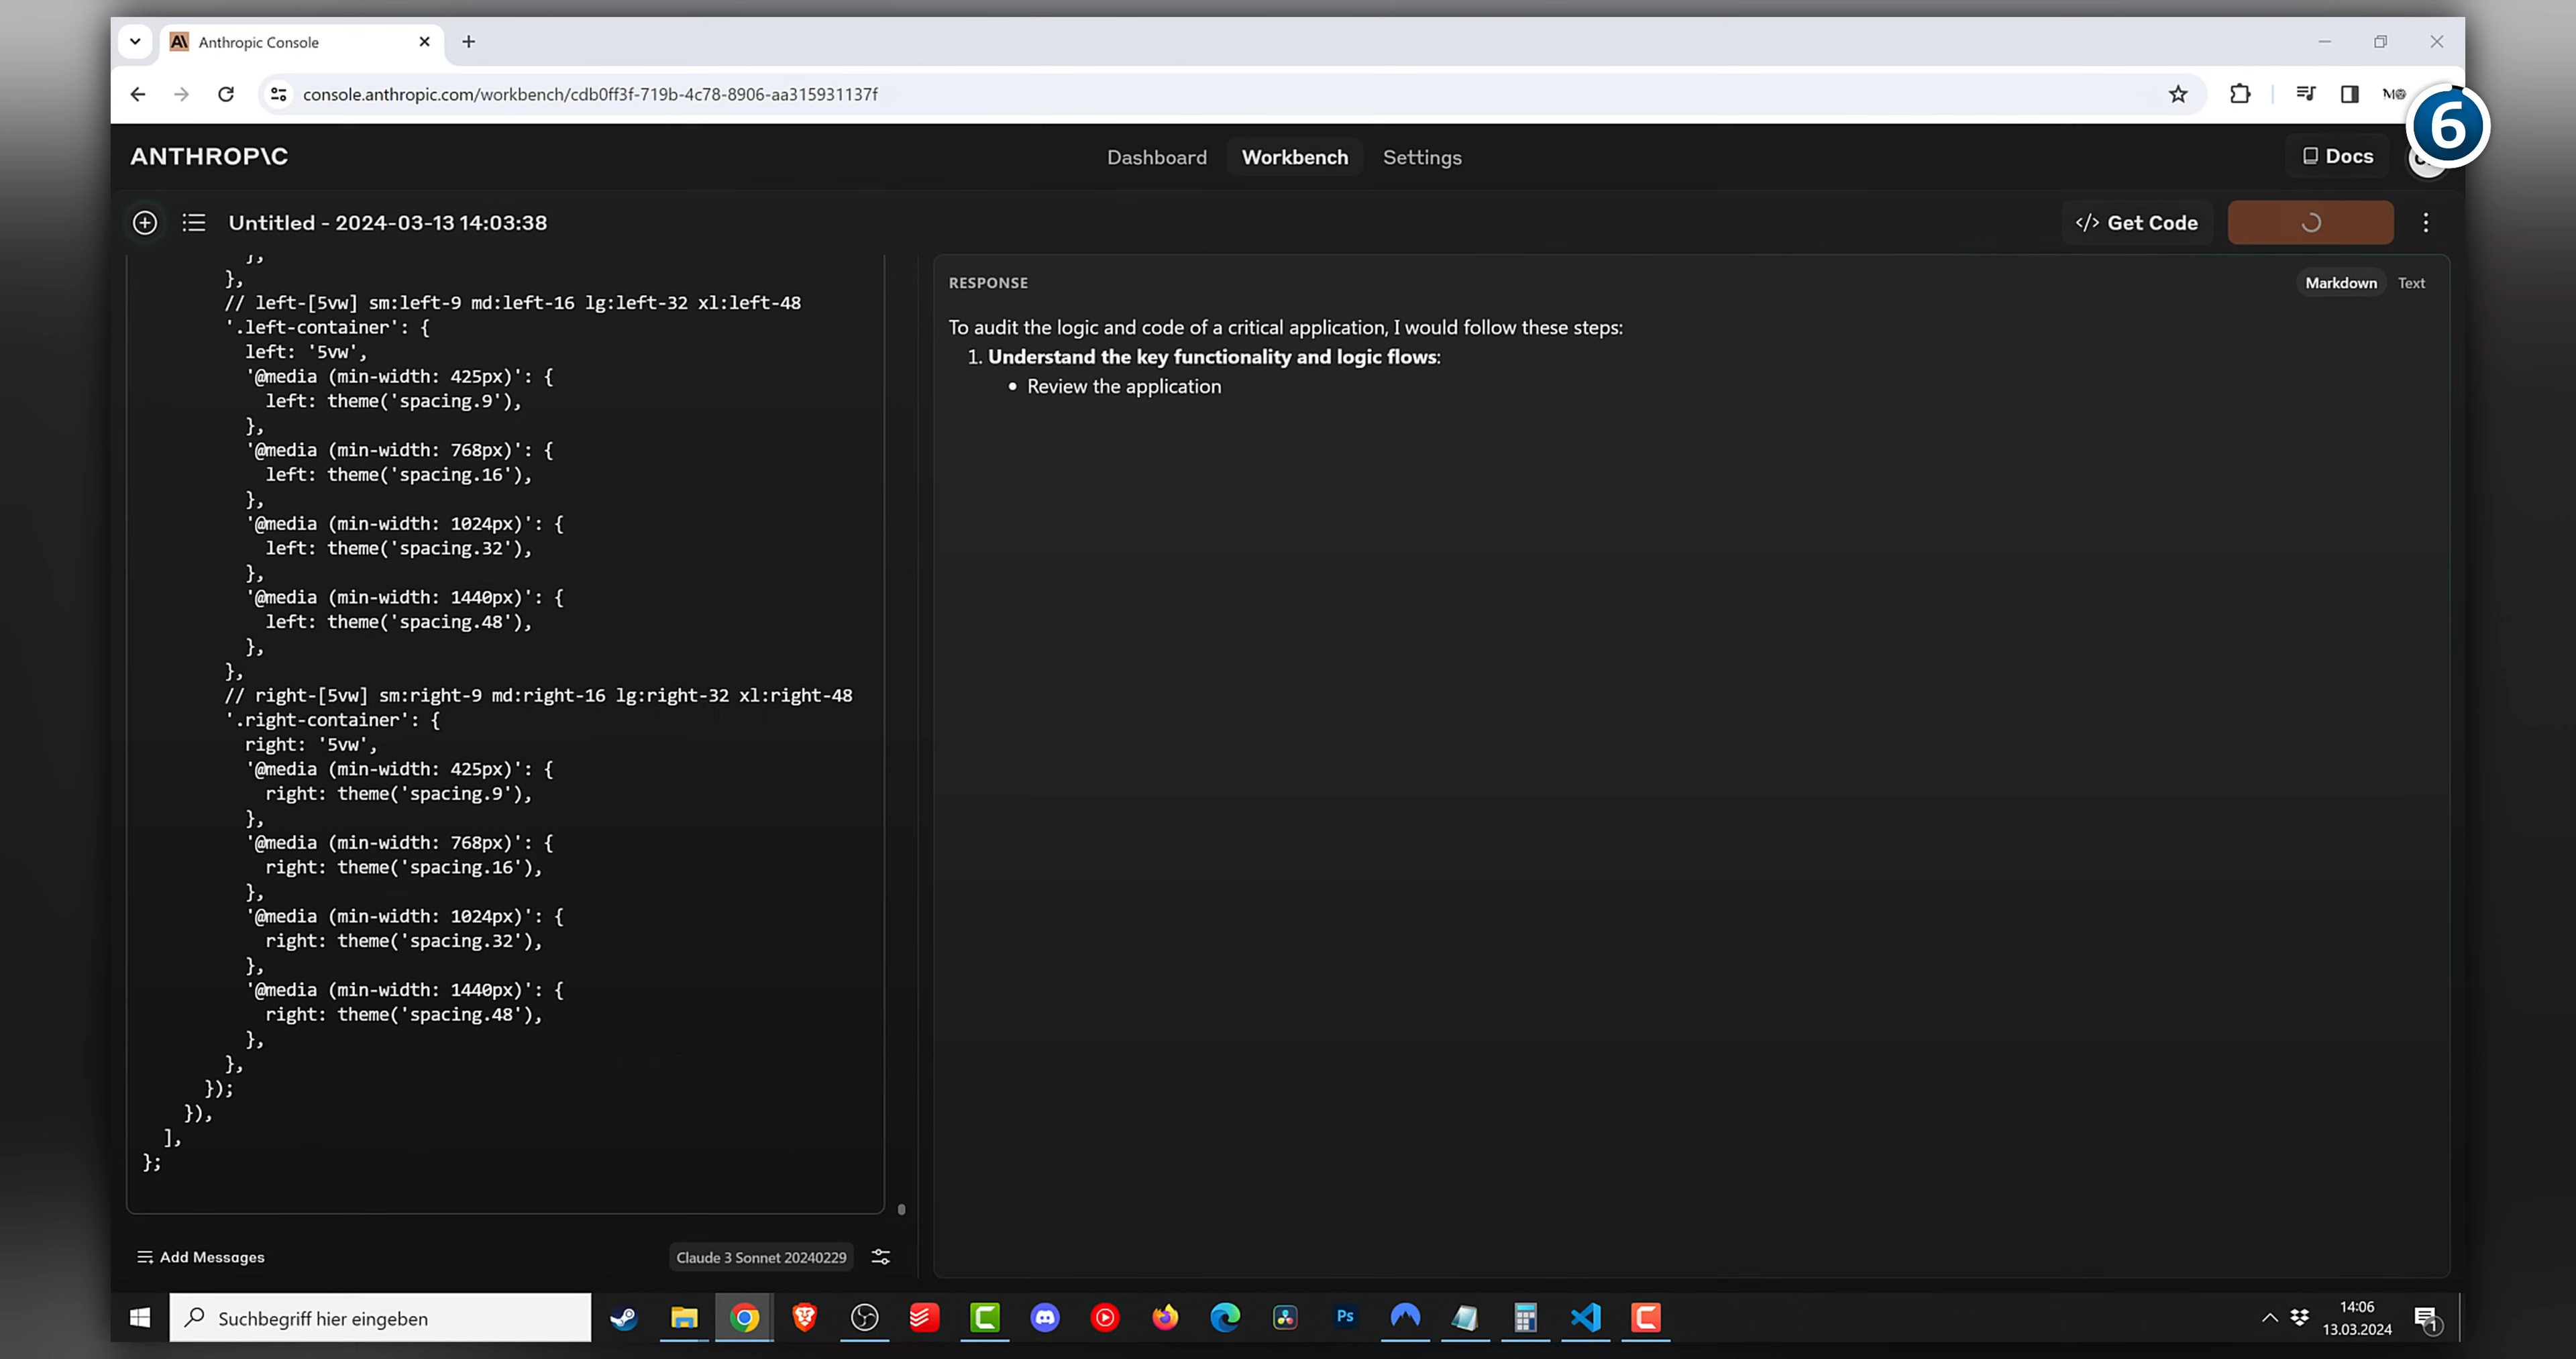 Anthropic Console
console.anthropic.com/workbench/cdb0ff3f-719b-4c78-8906-aa315931137f
6
ANTHROP\C
Dashboard
Workbench
Settings
Docs
Untitled - 2024-03-13 14:03:38
</> Get Code
},
},
// left-[5vw] sm:left-9 md:left-16 lg:left-32 xl:left-48
'.left-container': {
left: '5vw',
'@media (min-width: 425px)': {
left: theme('spacing.9'),
},
'@media (min-width: 768px)': {
left: theme('spacing.16'),
},
'@media (min-width: 1024px)': {
left: theme('spacing.32'),
},
'@media (min-width: 1440px)': {
left: theme('spacing.48'),
},
},
// right-[5vw] sm:right-9 md:right-16 lg:right-32 xl:right-48
'.right-container': {
right: '5vw',
'@media (min-width: 425px)': {
right: theme('spacing.9'),
},
'@media (min-width: 768px)': {
right: theme('spacing.16'),
},
'@media (min-width: 1024px)': {
right: theme('spacing.32'),
},
'@media (min-width: 1440px)': {
right: theme('spacing.48'),
},
},
});
}),
],
};
Add Messages
Claude 3 Sonnet 20240229
RESPONSE
Markdown
Text
To audit the logic and code of a critical application, I would follow these steps:
1. Understand the key functionality and logic flows:
• Review the application
Suchbegriff hier eingeben
Ps
14:06
13.03.2024
1